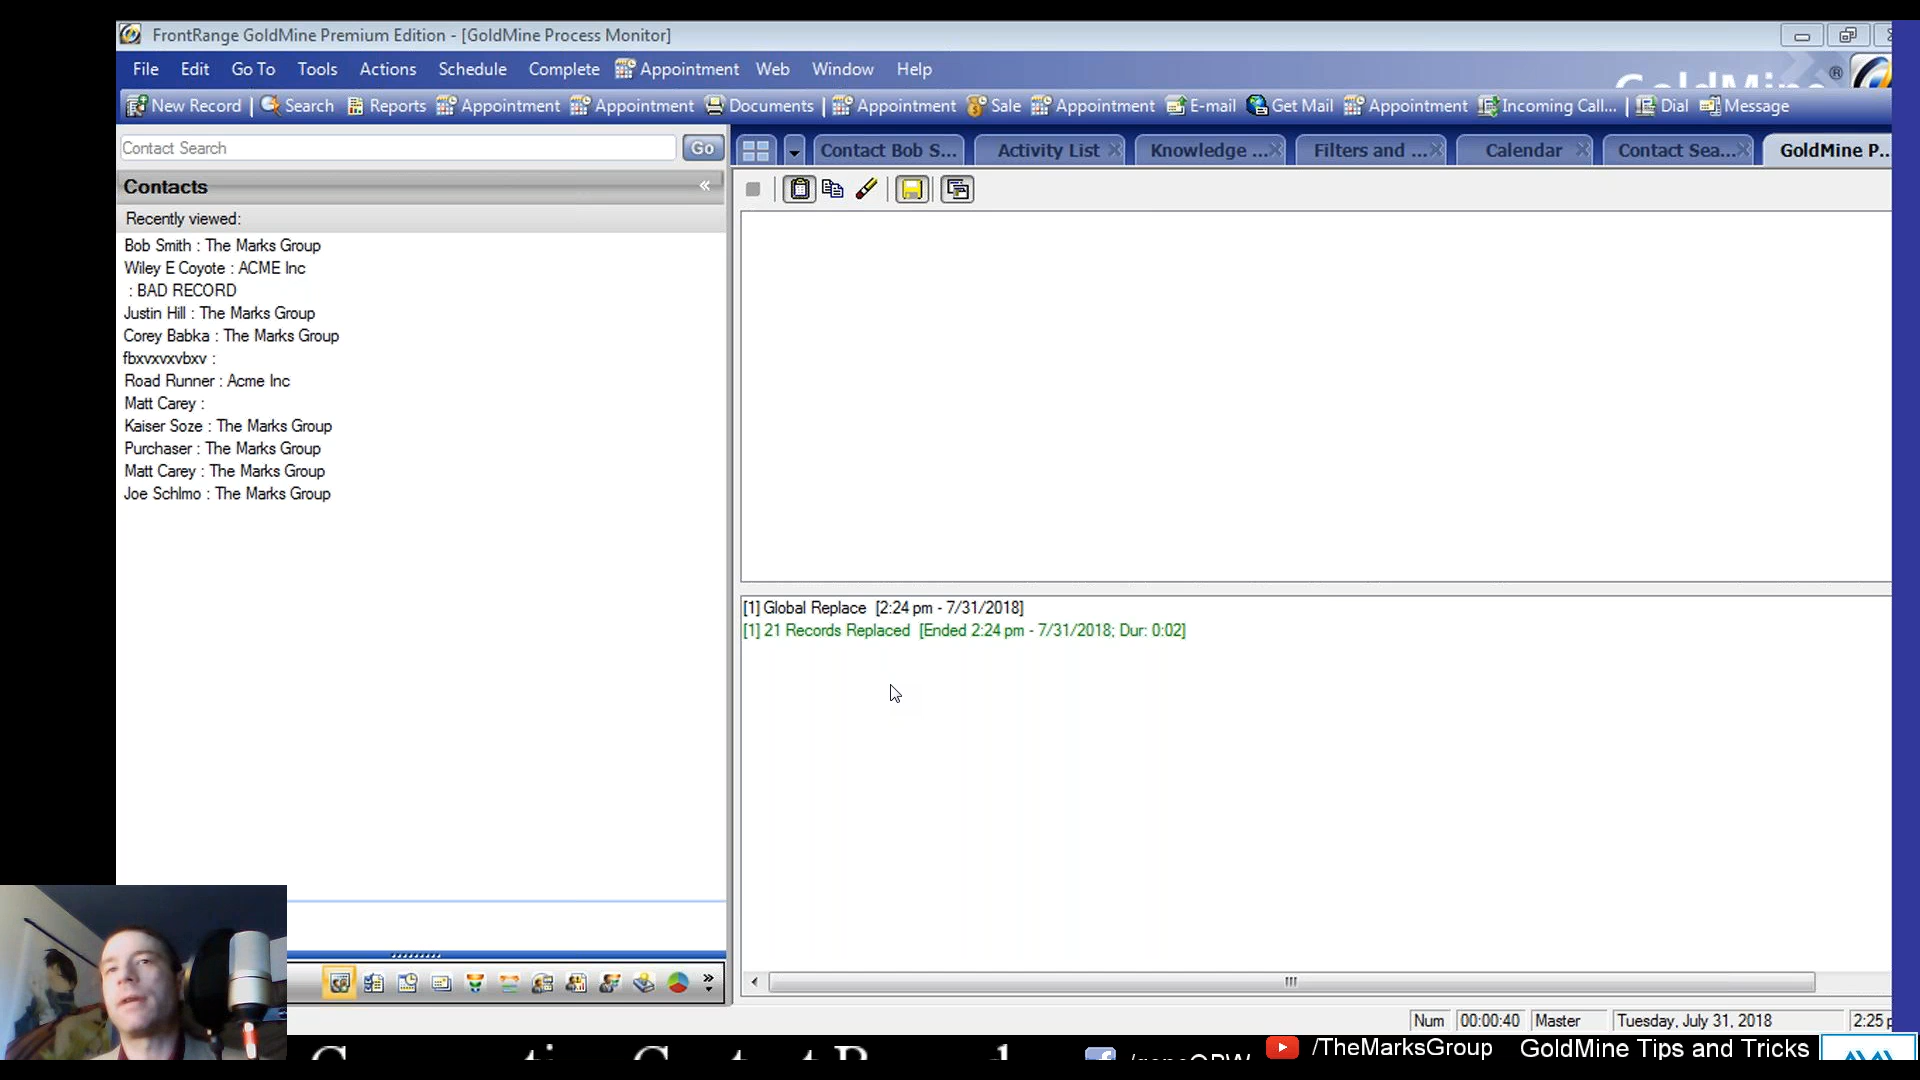 FrontRange GoldMine Premium Edition - [GoldMine Process Monitor]
File Edit Go To Tools Actions Schedule Complete Appointment Web Window Help
GoldMine ®
New Record | Search Reports Appointment Appointment Documents | Appointment Sale Appointment E-mail Get Mail Appointment Incoming Call... | Dial Message
Contact Search Go
Contact Bob S... Activity List Knowledge ... Filters and ... Calendar Contact Sea... GoldMine P...
Contacts «
Recently viewed:
Bob Smith : The Marks Group
Wiley E Coyote : ACME Inc
: BAD RECORD
Justin Hill : The Marks Group
Corey Babka : The Marks Group
fbxvxvxvbxv :
Road Runner : Acme Inc
Matt Carey :
Kaiser Soze : The Marks Group
Purchaser : The Marks Group
Matt Carey : The Marks Group
Joe Schlmo : The Marks Group
[1] Global Replace [2:24 pm - 7/31/2018]
[1] 21 Records Replaced [Ended 2:24 pm - 7/31/2018; Dur: 0:02]
Num 00:00:40 Master Tuesday, July 31, 2018 2:25 p
/TheMarksGroup
GoldMine Tips and Tricks